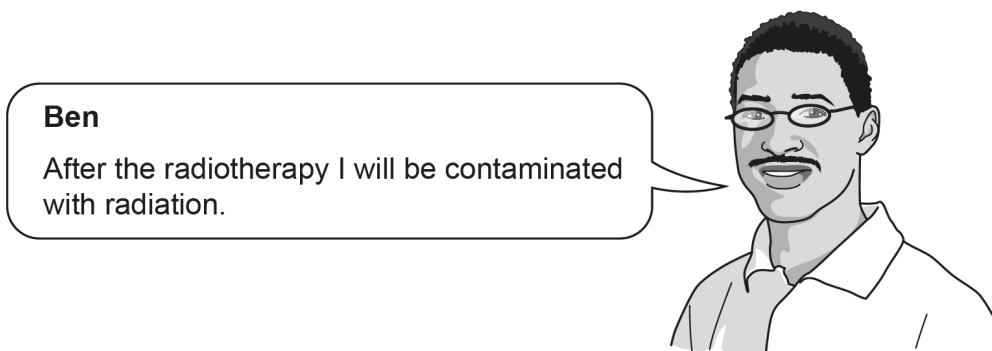 Ben
After the radiotherapy I will be contaminated
with radiation.